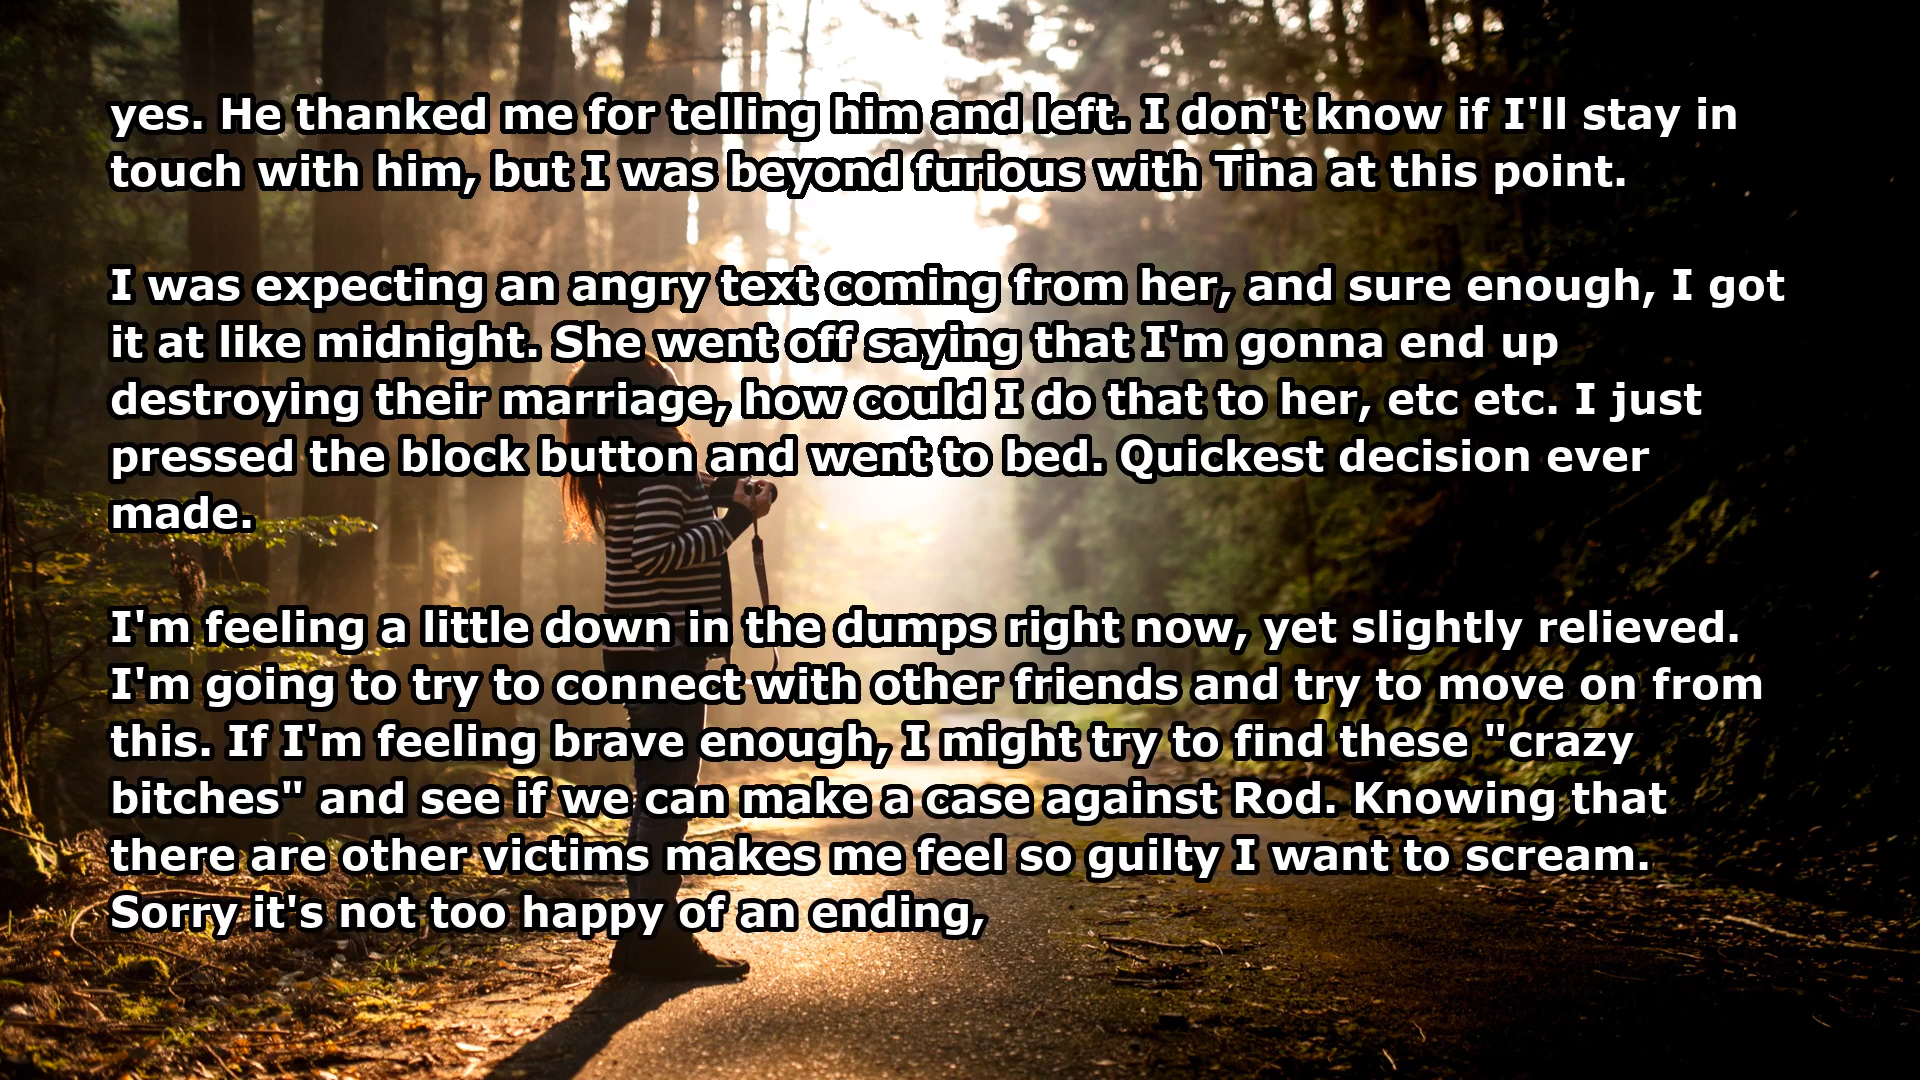 yes. He thanked me for telling him and left. I don't know if I'll stay in
touch with him, but I was beyond furious with Tina at this point.
I was expecting an angry text coming from her, and sure enough, I got
it at like midnight. She went off saying that I'm gonna end up
destroying their marriage, how could I do that to her, etc etc. I just
pressed the block button and went to bed. Quickest decision ever
made.
I'm feeling a little down in the dumps right now, yet slightly relieved.
I'm going to try to connect with other friends and try to move on from
this. If I'm feeling brave enough, I might try to find these "crazy
bitches" and see if we can make a case against Rod. Knowing that
there are other victims makes me feel so guilty I want to scream.
Sorry it's not too happy of an ending,